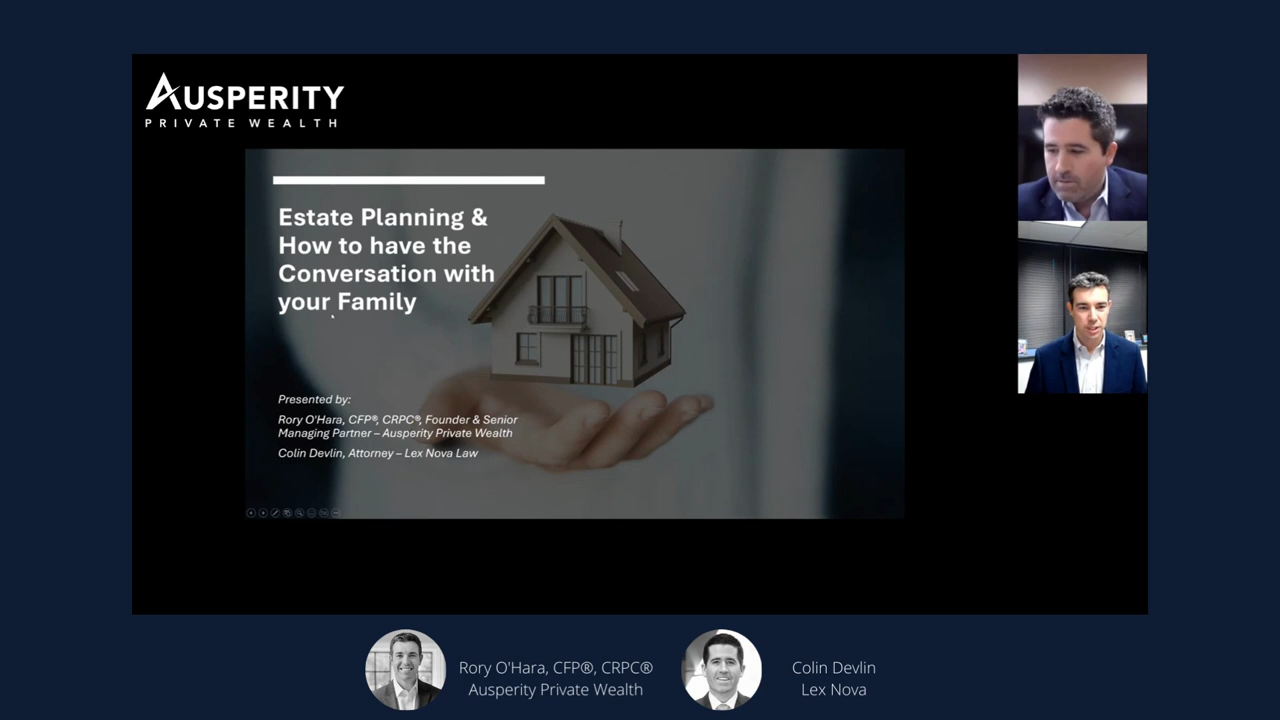 AUSPERITY
PRIVATE WEALTH
Estate Planning &
How to have the
Conversation with
your Family
Presented by:
Rory O'Hara, CFP®, CRPC®, Founder & Senior
Managing Partner – Ausperity Private Wealth
Colin Devlin, Attorney – Lex Nova Law
Rory O'Hara, CFP®, CRPC®
Ausperity Private Wealth
Colin Devlin
Lex Nova